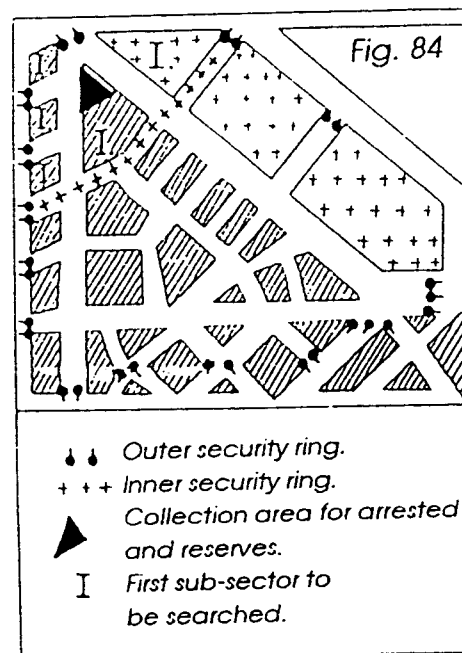 Fig. 84
I
I
I
I
I
Outer security ring.
Inner security ring.
Collection area for arrested
and reserves.
I First sub-sector to
be searched.